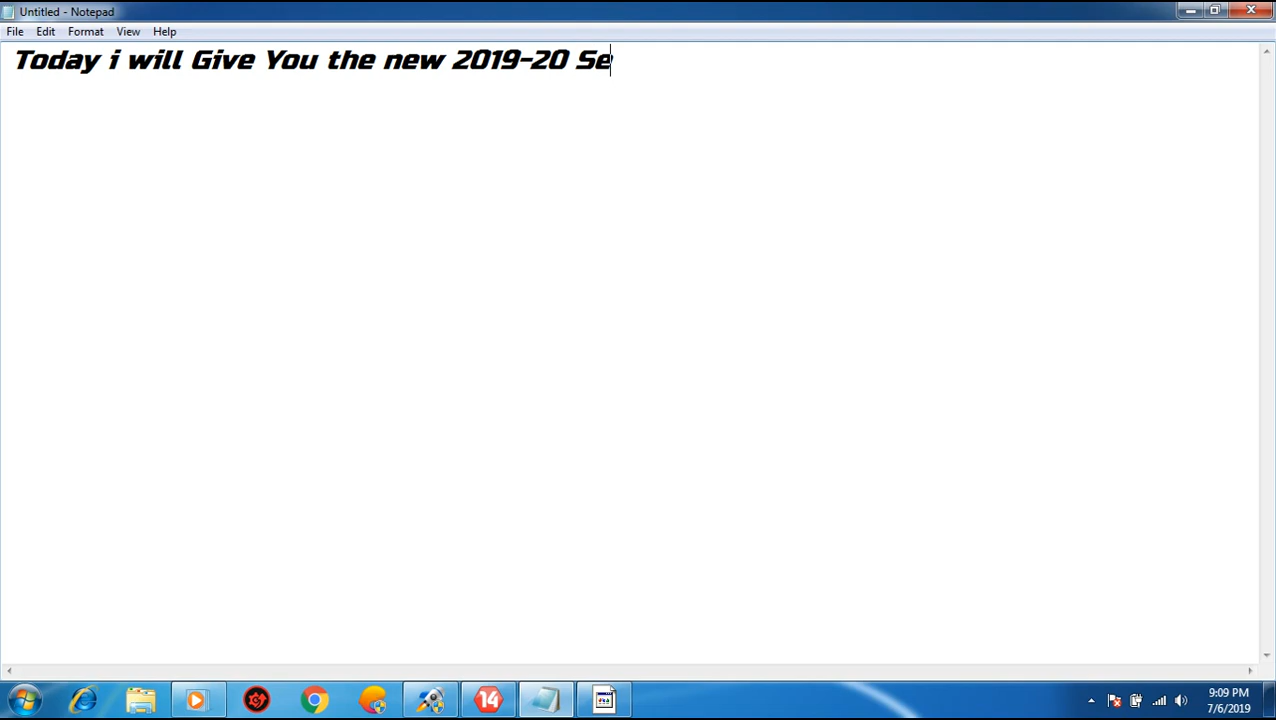 Untitled - Notepad
File Edit Format View Help
Today i will Give You the new 2019-20 Se
14
9:09 PM
7/6/2019